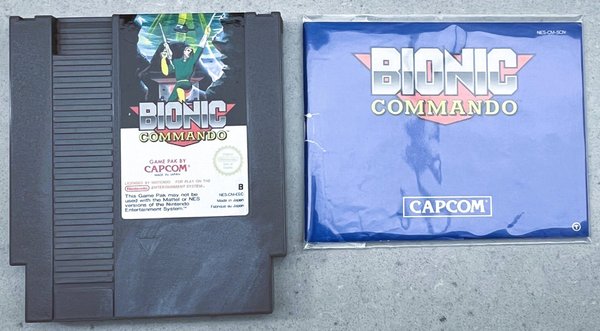 BIONIC
COMMANDO
GAME PAK BY
CAPCOM
MADE IN JAPAN
LICENSED BY NINTENDO FOR PLAY ON THE
Nintendo ENTERTAINMENT SYSTEM.
This Game Pak may not be
used with the Mattel or NES
versions of the Nintendo
Entertainment System.
B
NES-CM-EEC
Made in Japan
Fabriqué au Japon
NES-CM-SCN
BIONIC
COMMANDO
CAPCOM
T